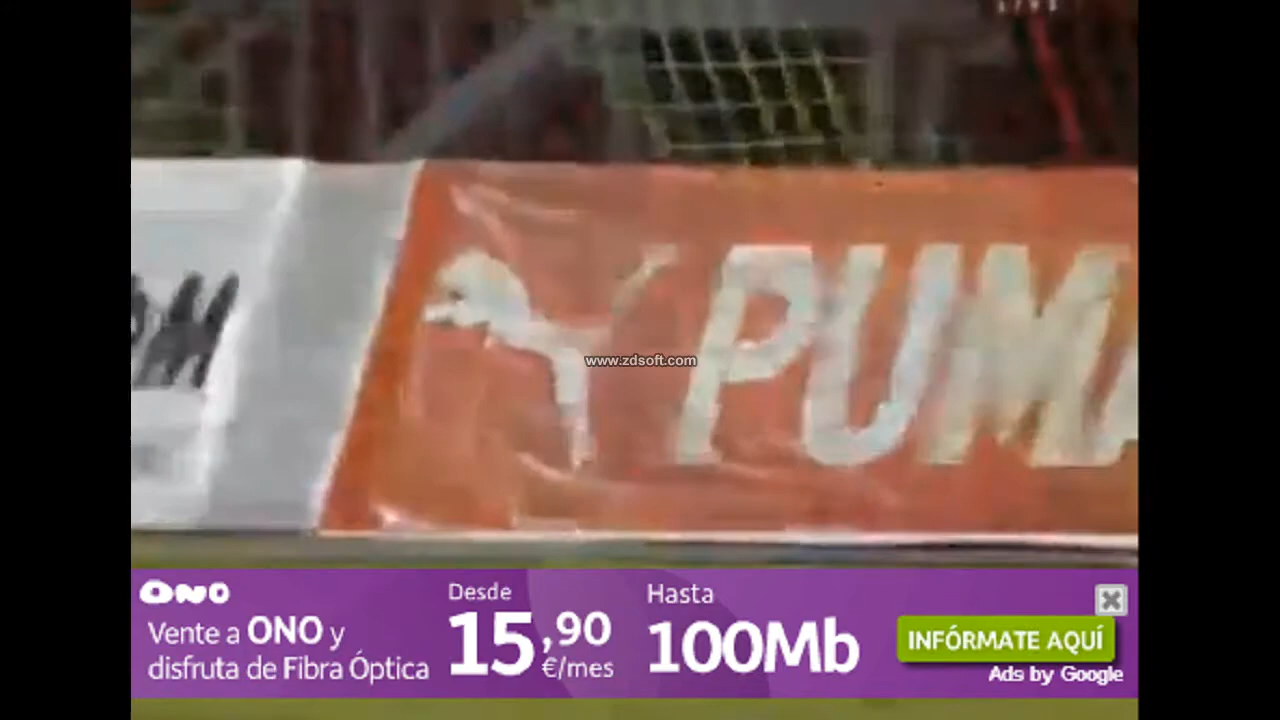 PUMA
www.zdsoft.com
ONO
Vente a ONO y
disfruta de Fibra Óptica
Desde
15,90
€/mes
Hasta
100Mb
INFÓRMATE AQUÍ
Ads by Google